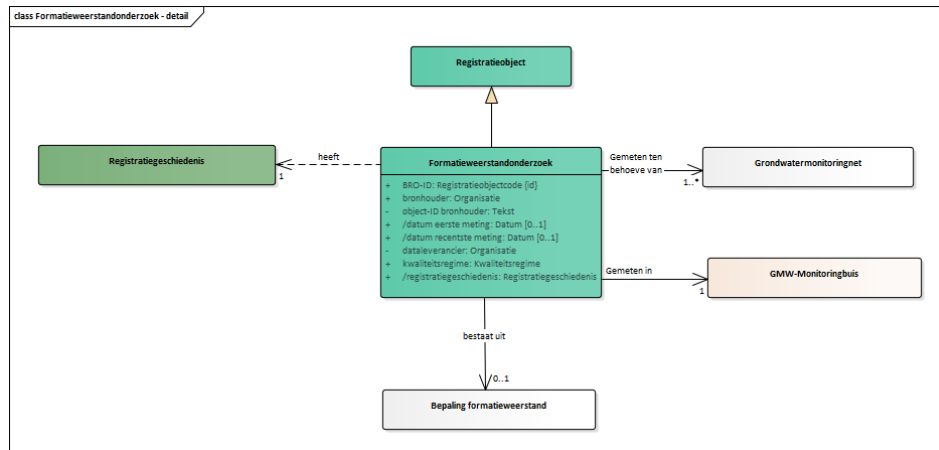 class Formatieweerstandonderzoek - detail
Registratieobject
Registratiegeschiedenis
heeft
1
Formatieweerstandonderzoek
+ BRO-ID: Registratieobjectcode {id}
+ bronhouder: Organisatie
- object-ID bronhouder: Tekst
+ /datum eerste meting: Datum [0..1]
+ /datum recentste meting: Datum [0..1]
- dataleverancier: Organisatie
+ kwaliteitsregime: Kwaliteitsregime
+ /registratiegeschiedenis: Registratiegeschiedenis
Gemeten ten
behoeve van
1..*
Grondwatermonitoringnet
Gemeten in
1
GMW-Monitoringbuis
bestaat uit
0..1
Bepaling formatieweerstand